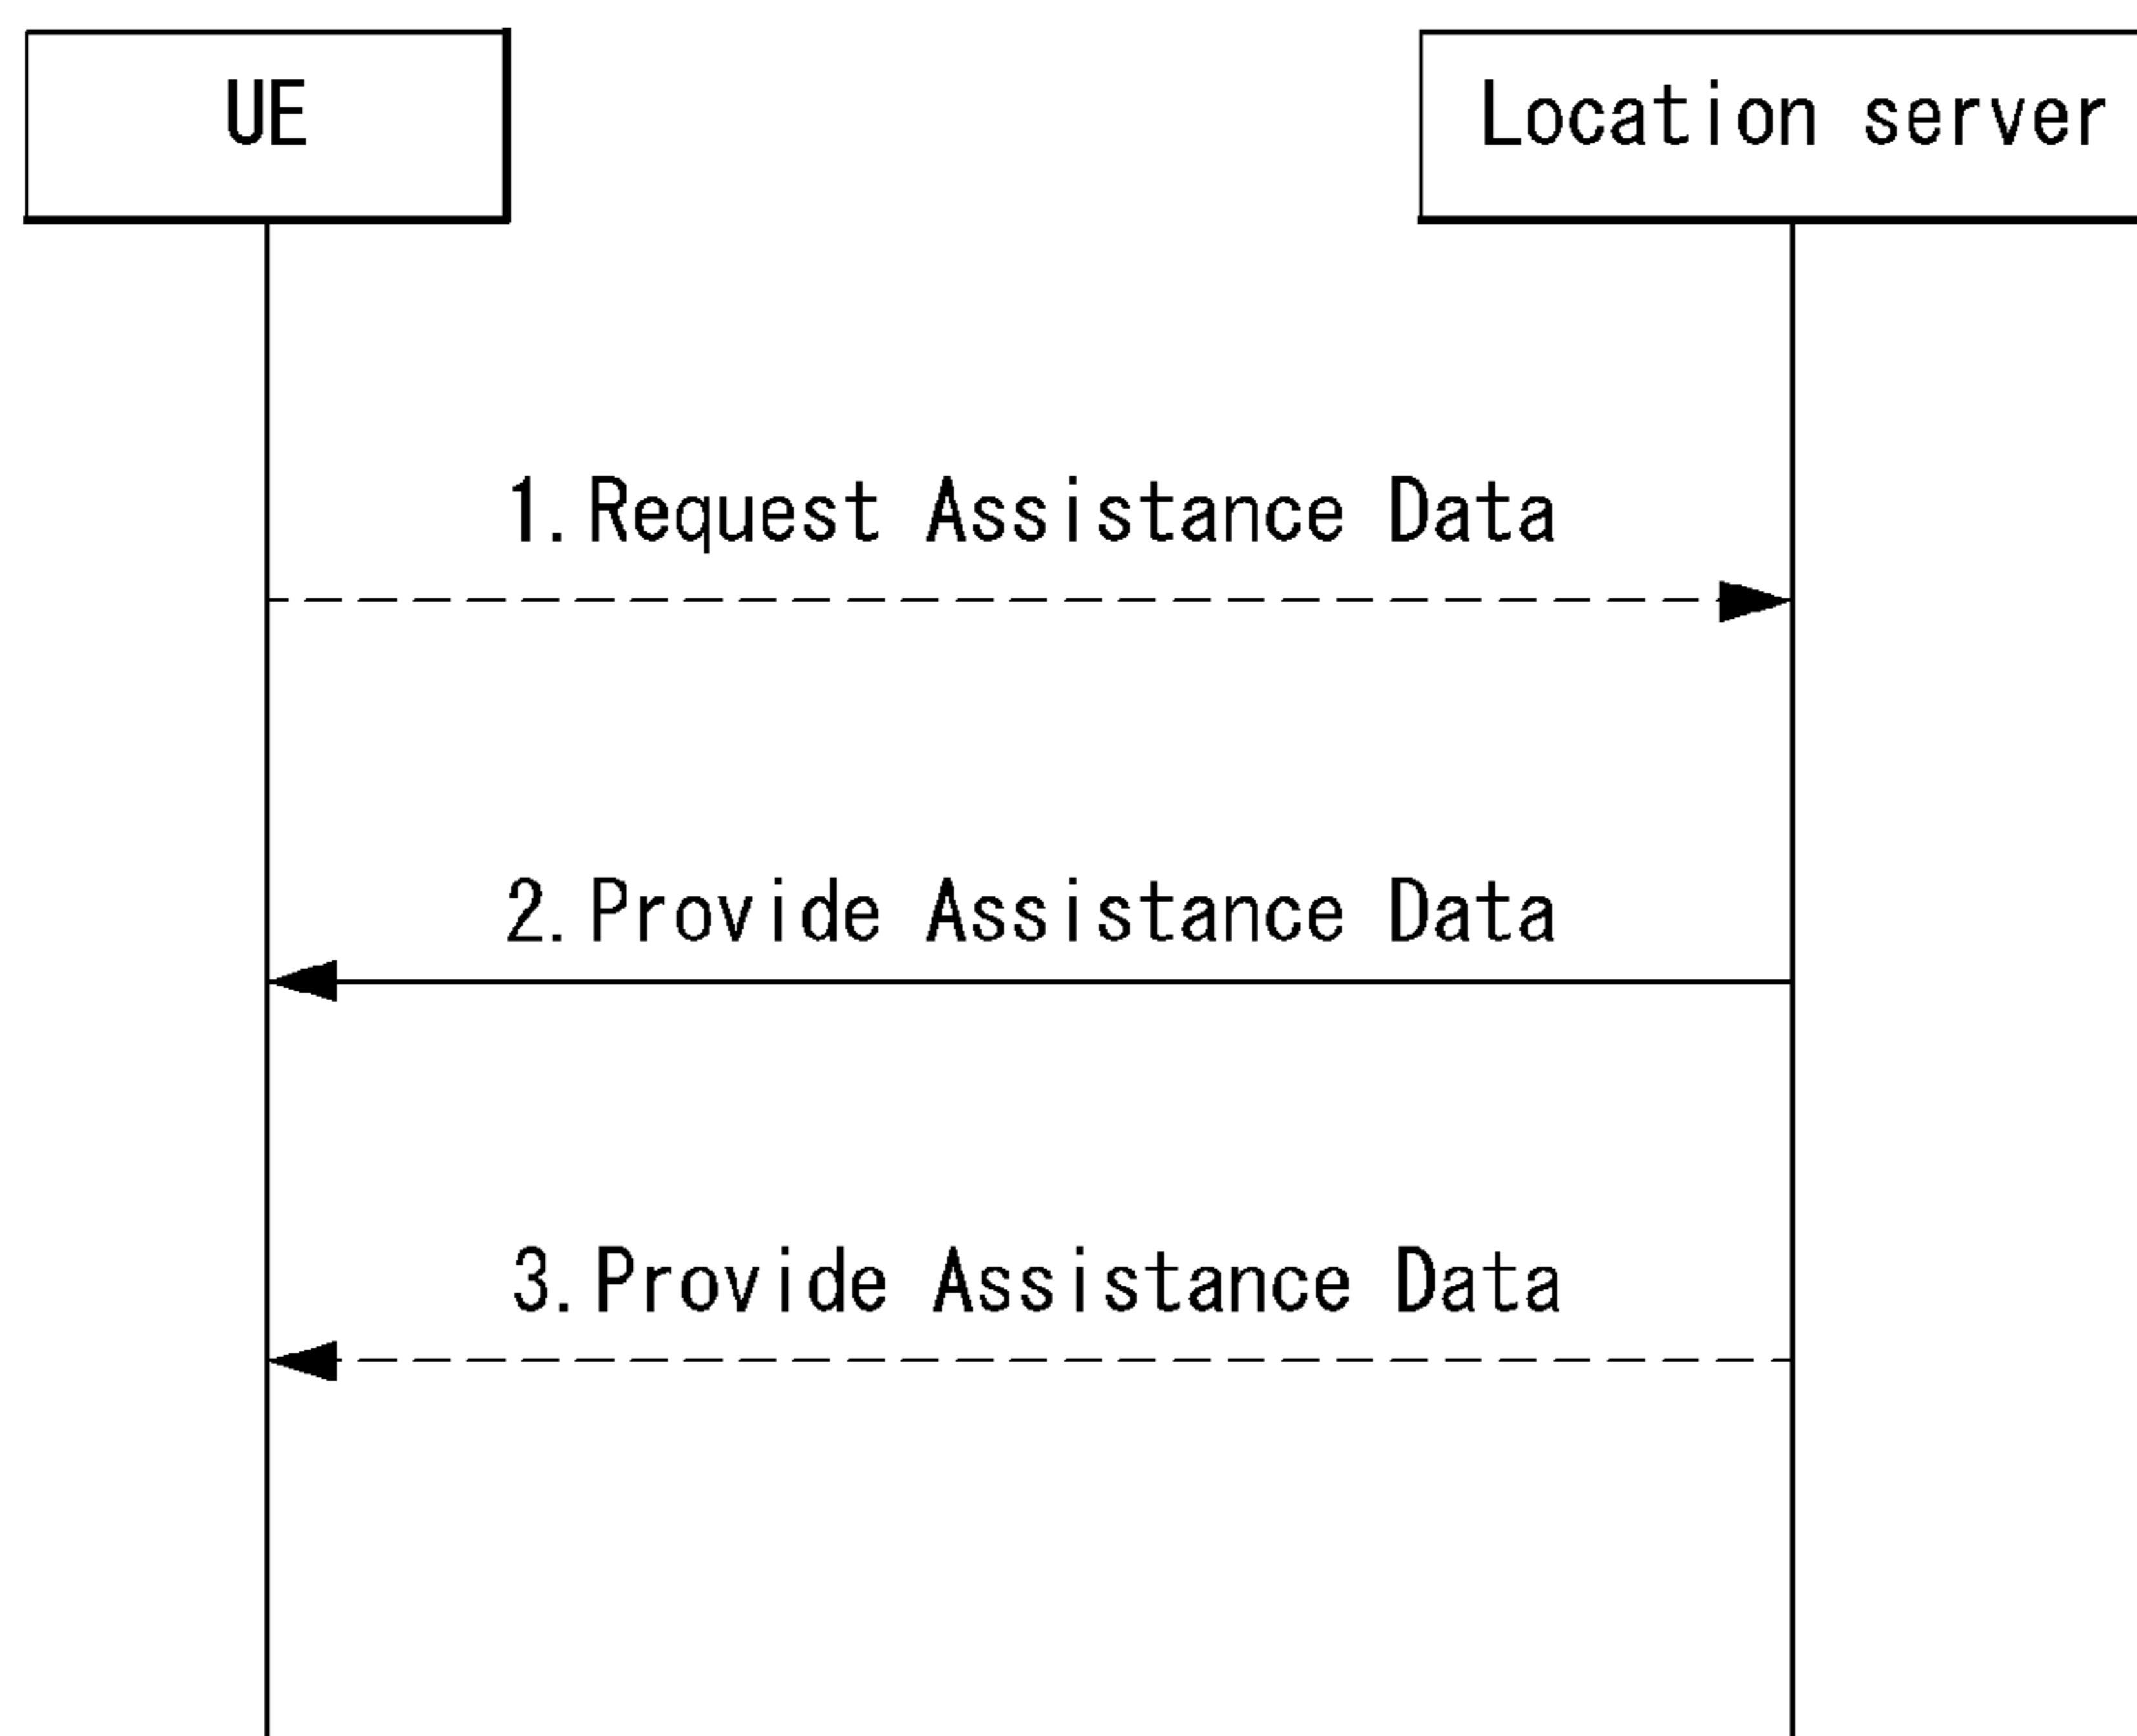 UE
Location server
1.Request Assistance Data
2.Provide Assistance Data
3.Provide Assistance Data